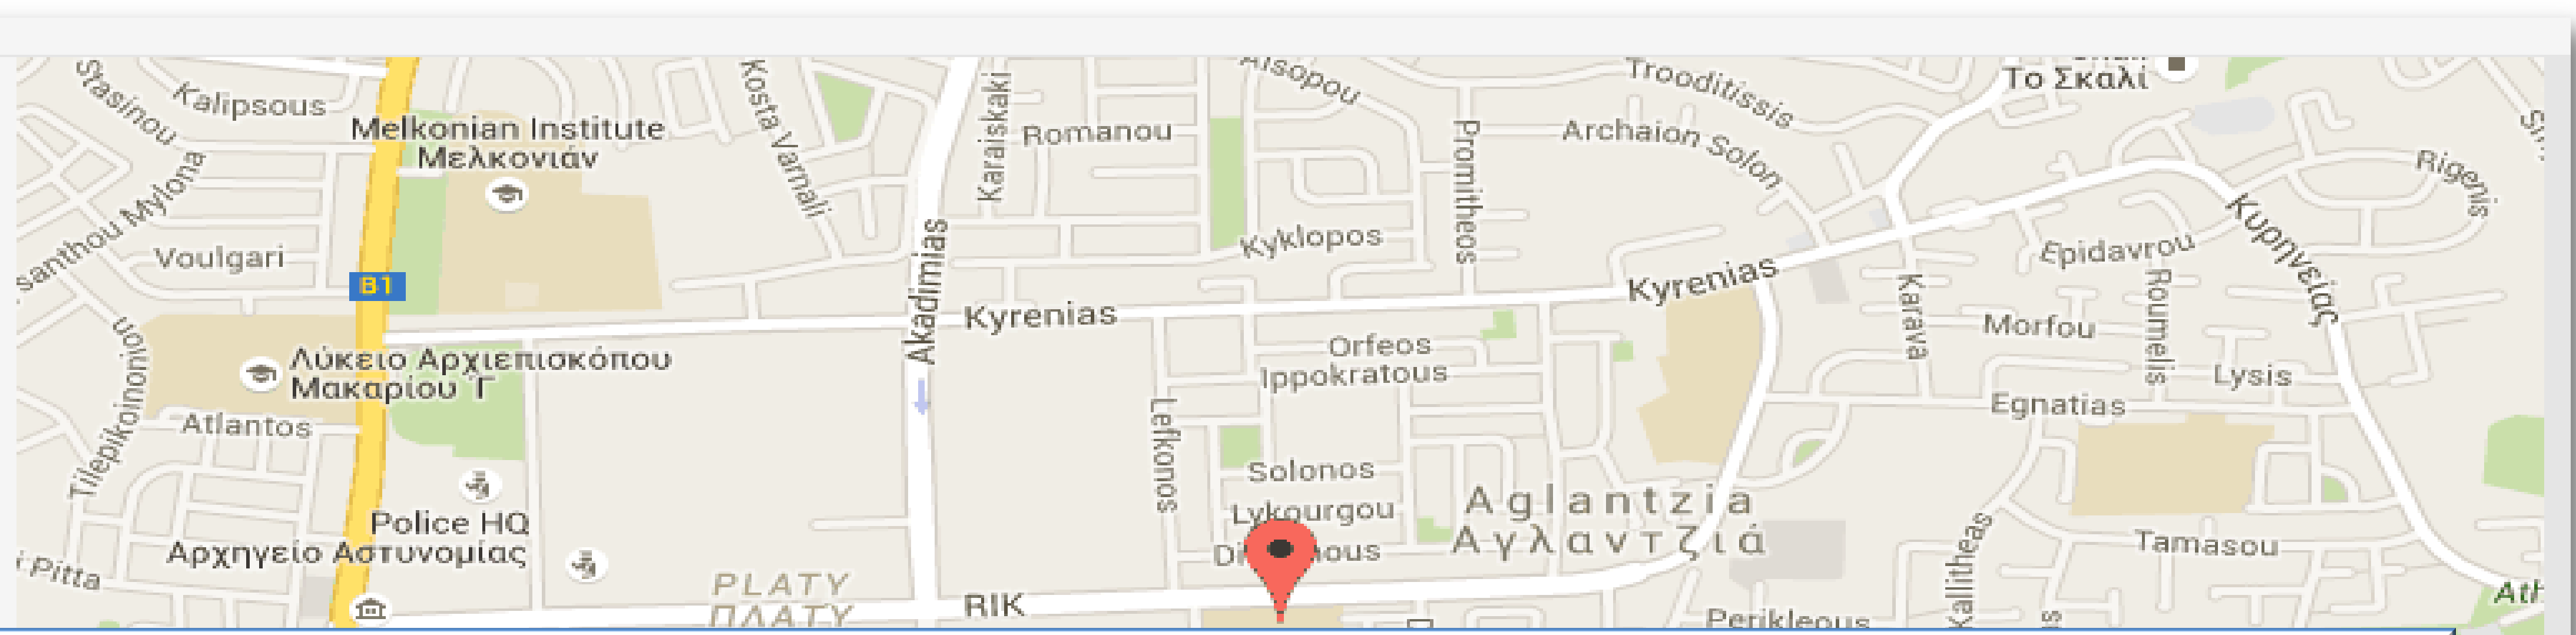 Stasinou
Kalipsous
Melkonian Institute
Μελκονιάν
Kosta Varnali
Karaiskaki
Romanou
Aisopou
Promitheos
Trooditissis
Archaion Solon
Το Σκαλί
Rigenis
santhou Mylona
Voulgari
B1
Akadimias
Kyklopos
Kyrenias
Kyrenias
Epidavrou
Κυρηνείας
Karava
Morfou
Roumelis
Lysis
Egnatias
Orfeos
Ippokratous
Λύκειο Αρχιεπισκόπου
Μακαρίου Γ
Tilepikoinonion
Atlantos
Lefkonos
Solonos
Lykourgou
Aglantzia
Αγλαντζιά
Police HQ
Αρχηγείο Αστυνομίας
Pitta
PLATY
ΠΛΑΤΥ
RIK
Kallitheas
Tamasou
Perikleous
Ath